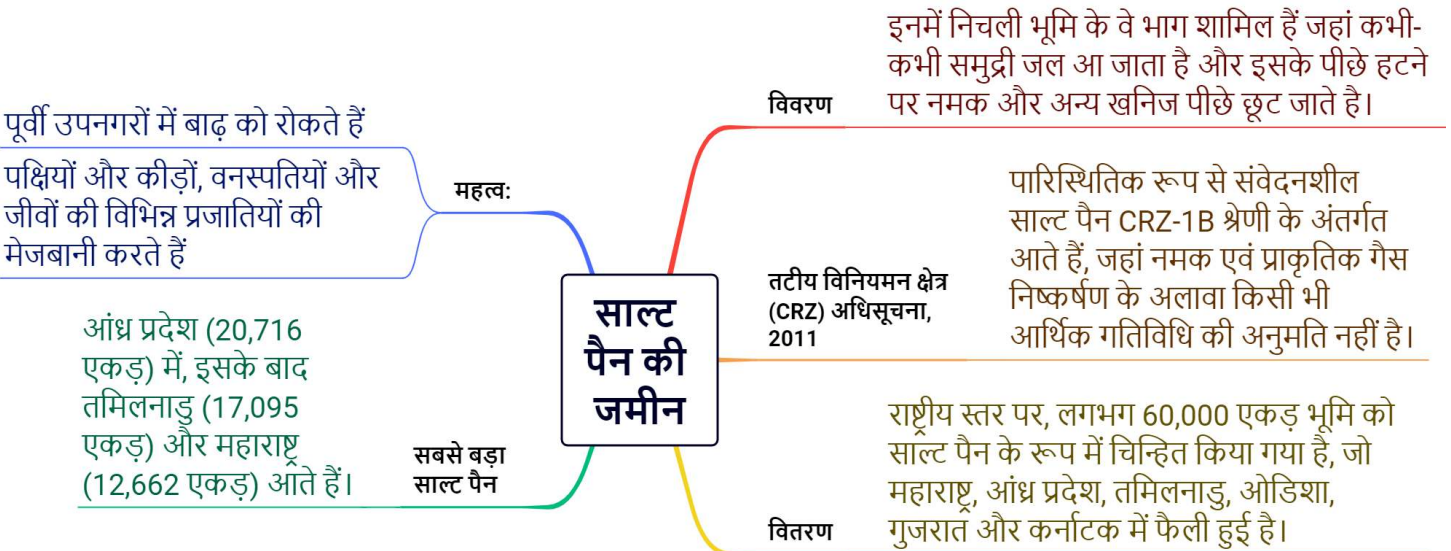 साल्ट
पैन की
जमीन
विवरण
इनमें निचली भूमि के वे भाग शामिल हैं जहां कभी-
कभी समुद्री जल आ जाता है और इसके पीछे हटने
पर नमक और अन्य खनिज पीछे छूट जाते है।
तटीय विनियमन क्षेत्र
(CRZ) अधिसूचना,
2011
पारिस्थितिक रूप से संवेदनशील
साल्ट पैन CRZ-1B श्रेणी के अंतर्गत
आते हैं, जहां नमक एवं प्राकृतिक गैस
निष्कर्षण के अलावा किसी भी
आर्थिक गतिविधि की अनुमति नहीं है।
वितरण
राष्ट्रीय स्तर पर, लगभग 60,000 एकड़ भूमि को
साल्ट पैन के रूप में चिन्हित किया गया है, जो
महाराष्ट्र, आंध्र प्रदेश, तमिलनाडु, ओडिशा,
गुजरात और कर्नाटक में फैली हुई है।
सबसे बड़ा
साल्ट पैन
आंध्र प्रदेश (20,716
एकड़) में, इसके बाद
तमिलनाडु (17,095
एकड़) और महाराष्ट्र
(12,662 एकड़) आते हैं।
महत्व:
पूर्वी उपनगरों में बाढ़ को रोकते हैं
पक्षियों और कीड़ों, वनस्पतियों और
जीवों की विभिन्न प्रजातियों की
मेजबानी करते हैं